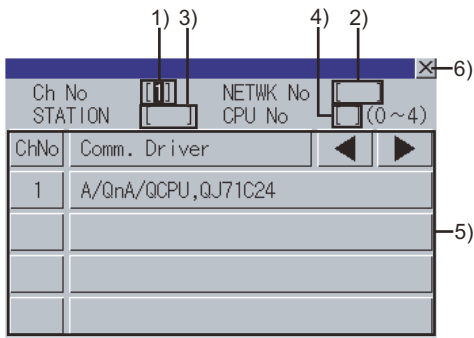 1) 3) 4) 2)
6)
Ch No [1] NETWK No [ ]
STATION [ ] CPU No [ ] (0~4)
ChNo Comm. Driver ◀ ▶
1 A/QnA/QCPU,QJ71C24
5)